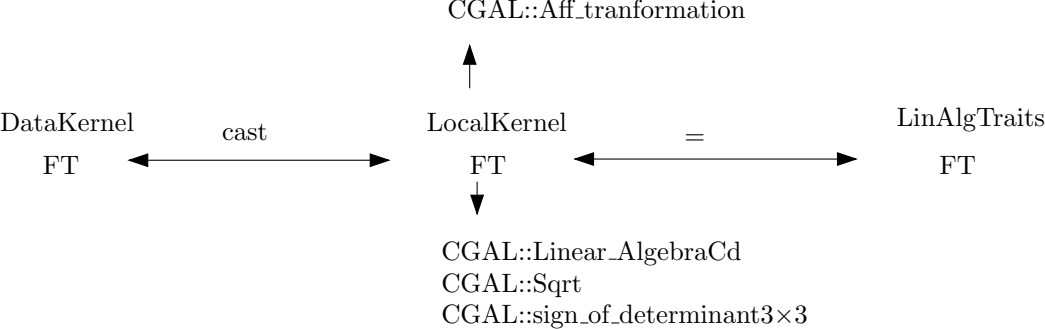 CGAL::Aff_tranformation
DataKernel
cast
LocalKernel
=
LinAlgTraits
FT
FT
FT
CGAL::Linear_AlgebraCd
CGAL::Sqrt
CGAL::sign_of_determinant3×3